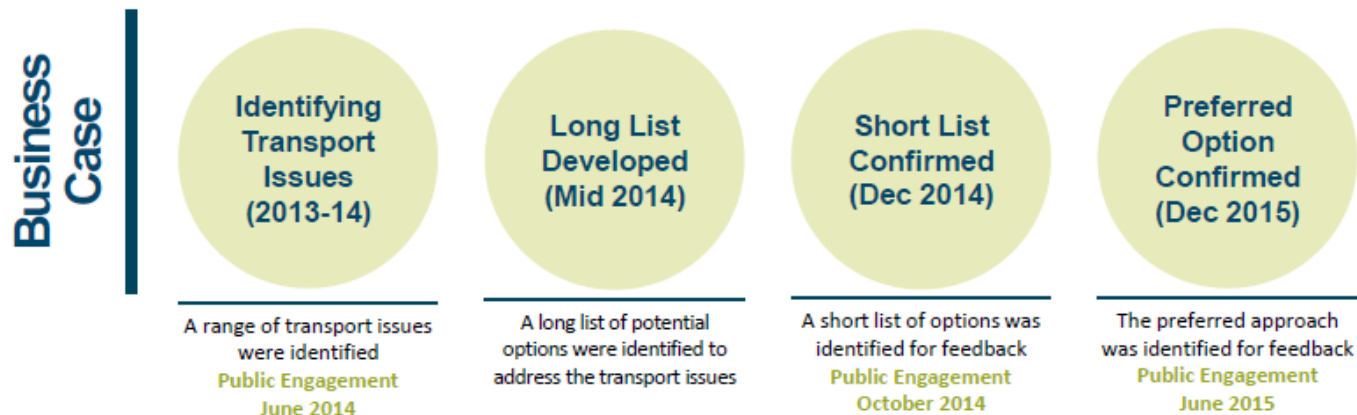 Business
Case
Identifying
Transport
Issues
(2013-14)
A range of transport issues
were identified
Public Engagement
June 2014
Long List
Developed
(Mid 2014)
A long list of potential
options were identified to
address the transport issues
Short List
Confirmed
(Dec 2014)
A short list of options was
identified for feedback
Public Engagement
October 2014
Preferred
Option
Confirmed
(Dec 2015)
The preferred approach
was identified for feedback
Public Engagement
June 2015